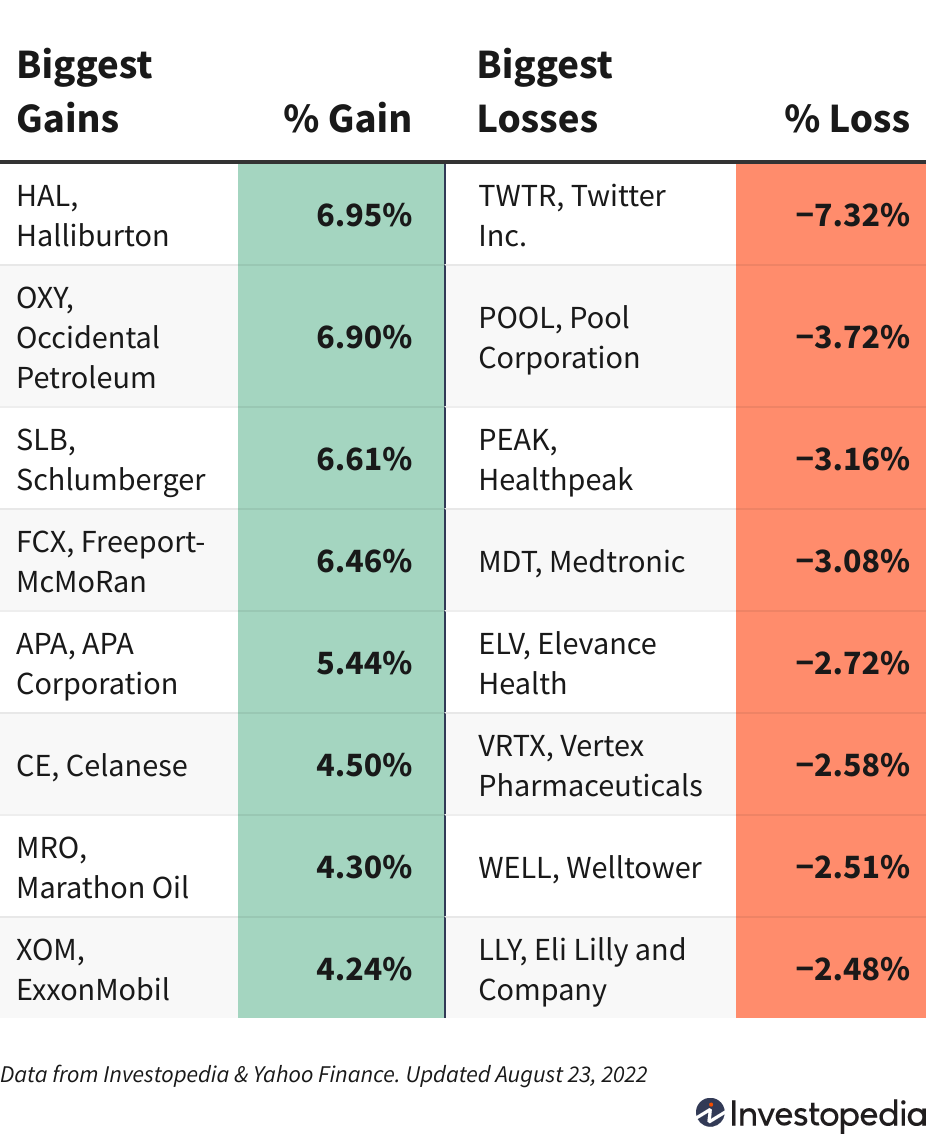 Biggest
Gains
% Gain
Biggest
Losses
% Loss
HAL,
Halliburton
6.95%
TWTR, Twitter
Inc.
−7.32%
OXY,
Occidental
Petroleum
6.90%
POOL, Pool
Corporation
−3.72%
SLB,
Schlumberger
6.61%
PEAK,
Healthpeak
−3.16%
FCX, Freeport-
McMoRan
6.46%
MDT, Medtronic
−3.08%
APA, APA
Corporation
5.44%
ELV, Elevance
Health
−2.72%
CE, Celanese
4.50%
VRTX, Vertex
Pharmaceuticals
−2.58%
MRO,
Marathon Oil
4.30%
WELL, Welltower
−2.51%
XOM,
ExxonMobil
4.24%
LLY, Eli Lilly and
Company
−2.48%
Data from Investopedia & Yahoo Finance. Updated August 23, 2022
Investopedia